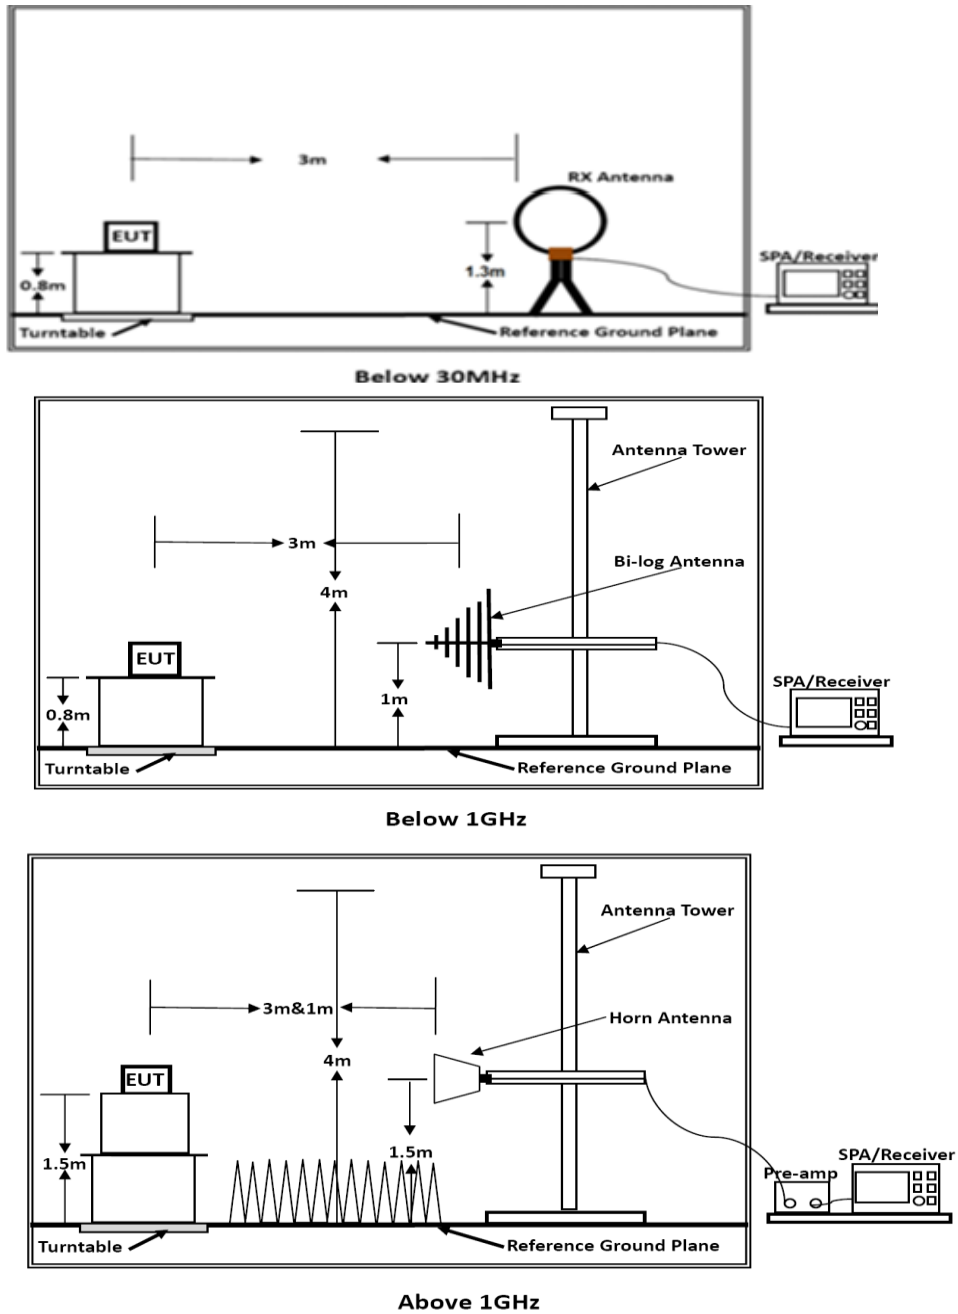 3m
RX Antenna
EUT
1.3m
SPA/Receiver
0.8m
Turntable
Reference Ground Plane
Below 30MHz
Antenna Tower
3m
Bi-log Antenna
4m
EUT
SPA/Receiver
1m
0.8m
Turntable
Reference Ground Plane
Below 1GHz
Antenna Tower
3m&1m
Horn Antenna
4m
EUT
1.5m
SPA/Receiver
1.5m
Pre-amp
Turntable
Reference Ground Plane
Above 1GHz